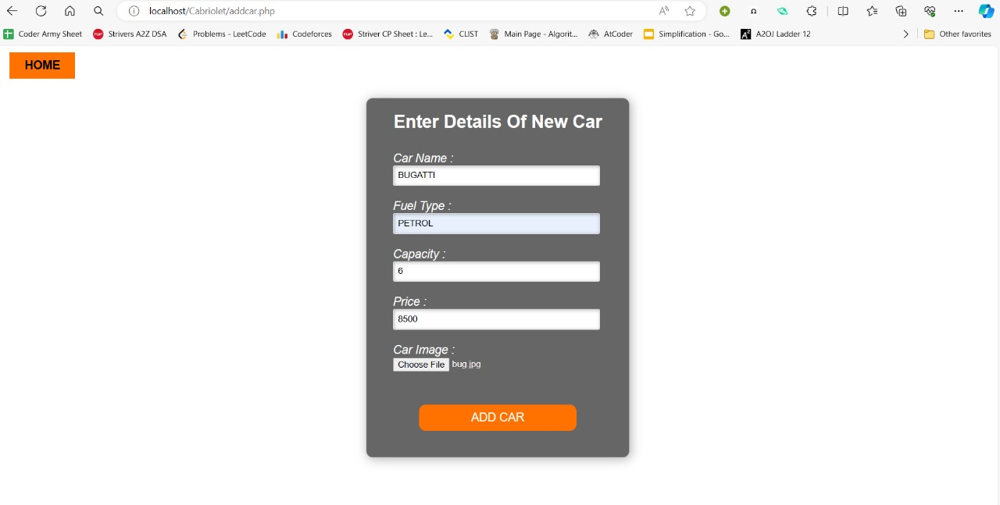 localhost/Cabriolet/addcar.php
Coder Army Sheet TUF Strivers A2Z DSA Problems - LeetCode Codeforces TUF Striver CP Sheet : Le... CLIST Main Page - Algorit... AtCoder Simplification - Go... A2OJ Ladder 12 Other favorites
HOME
Enter Details Of New Car
Car Name :
BUGATTI
Fuel Type :
PETROL
Capacity :
6
Price :
8500
Car Image :
Choose File bug.jpg
ADD CAR